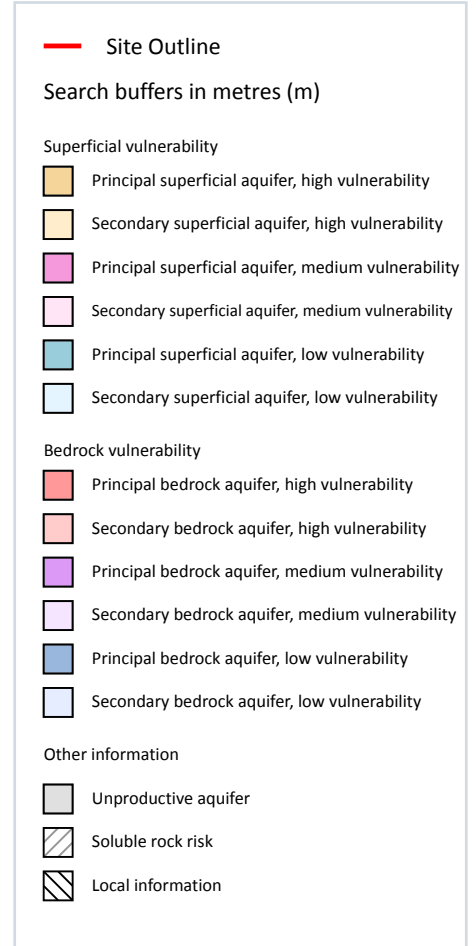 Site Outline
Search buffers in metres (m)
Superficial vulnerability
Principal superficial aquifer, high vulnerability
Secondary superficial aquifer, high vulnerability
Principal superficial aquifer, medium vulnerability
Secondary superficial aquifer, medium vulnerability
Principal superficial aquifer, low vulnerability
Secondary superficial aquifer, low vulnerability
Bedrock vulnerability
Principal bedrock aquifer, high vulnerability
Secondary bedrock aquifer, high vulnerability
Principal bedrock aquifer, medium vulnerability
Secondary bedrock aquifer, medium vulnerability
Principal bedrock aquifer, low vulnerability
Secondary bedrock aquifer, low vulnerability
Other information
Unproductive aquifer
Soluble rock risk
Local information